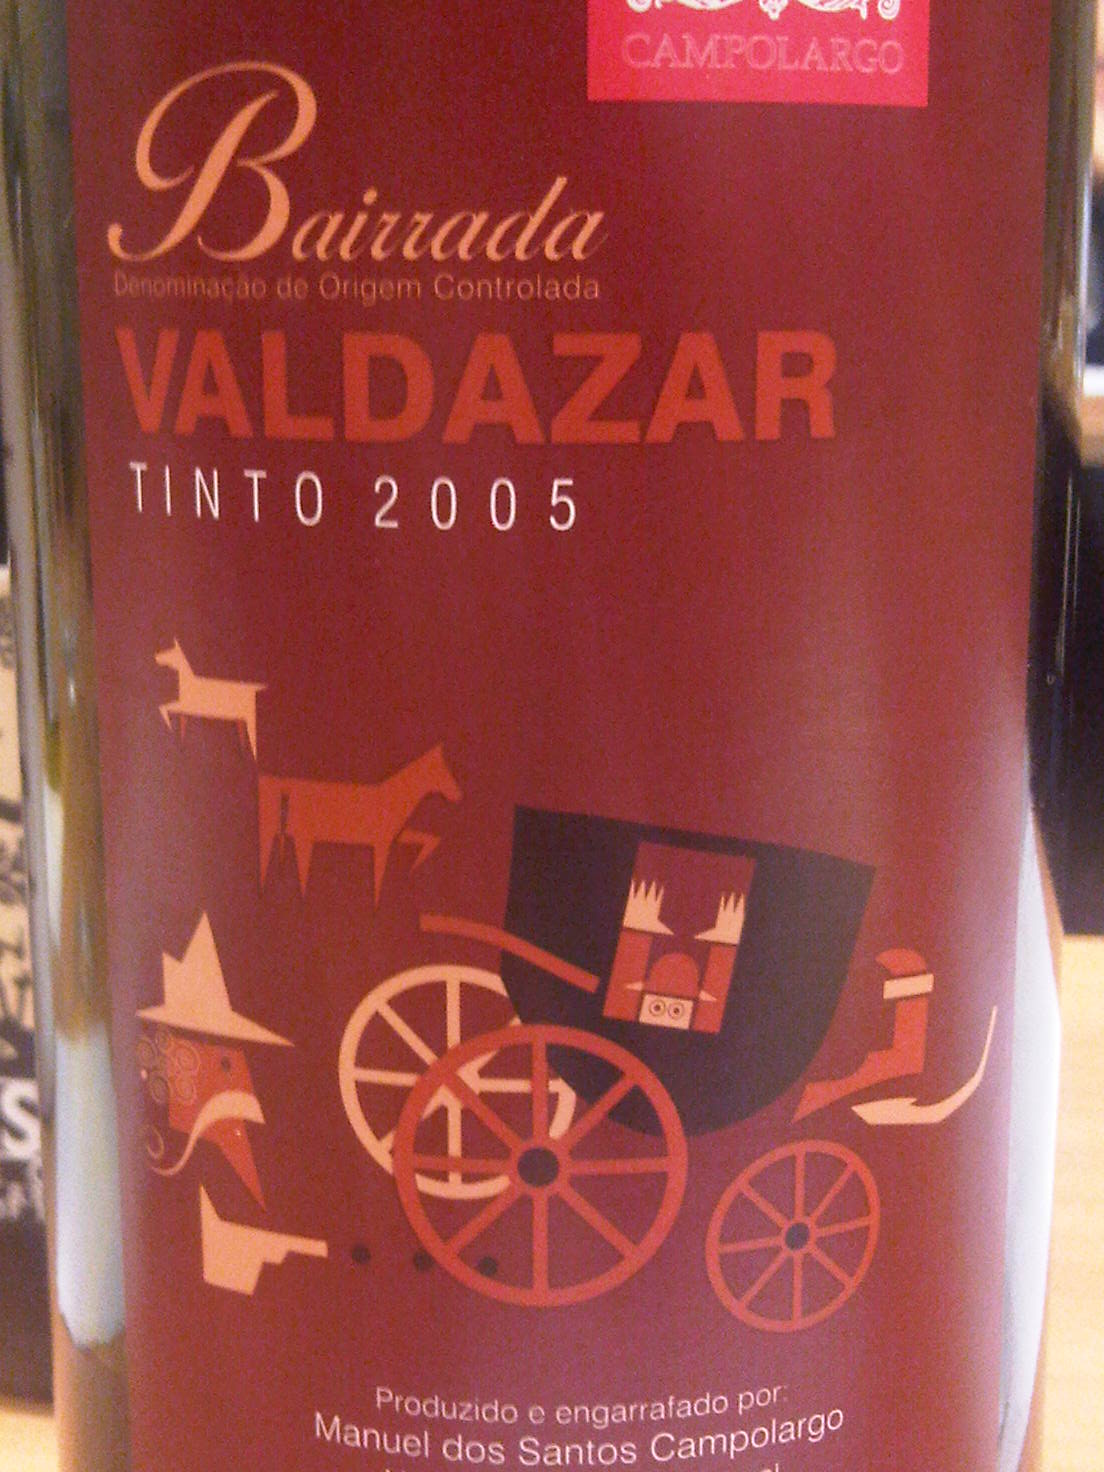 CAMPOLARGO
Bairrada
Denominação de Origem Controlada
VALDAZAR
TINTO 2005
Produzido e engarrafado por:
Manuel dos Santos Campolargo